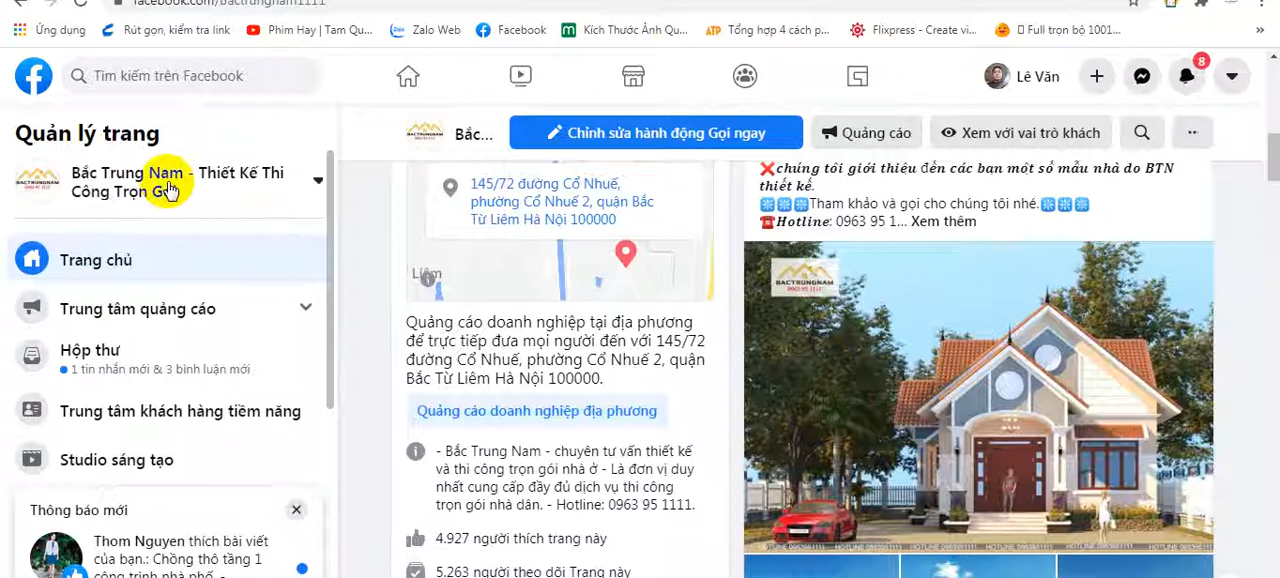 facebook.com/bactrungnam1111
Ứng dụng
Rút gọn, kiểm tra link
Phim Hay | Tam Qu...
Zalo Web
Facebook
Kích Thước Ảnh Qu...
Tổng hợp 4 cách p...
Flixpress - Create vi...
Full trọn bộ 1001...
»
Tìm kiếm trên Facebook
Lê Văn
8
Quản lý trang
Bắc Trung Nam - Thiết Kế Thi
Công Trọn G
Trang chủ
Trung tâm quảng cáo
Hộp thư
1 tin nhắn mới & 3 bình luận mới
Trung tâm khách hàng tiềm năng
Studio sáng tạo
Thông báo mới
Thom Nguyen thích bài viết
của bạn: Chồng thô tầng 1
công trình nhà phố. -
BACTRUNGNAM
Bắc...
Chỉnh sửa hành động Gọi ngay
Quảng cáo
Xem với vai trò khách
...
145/72 đường Cổ Nhuế,
phường Cổ Nhuế 2, quận
Bắc Từ Liêm Hà Nội 100000
Liêm
Quảng cáo doanh nghiệp tại địa phương
để trực tiếp đưa mọi người đến với 145/72
đường Cổ Nhuế, phường Cổ Nhuế 2, quận
Bắc Từ Liêm Hà Nội 100000.
Quảng cáo doanh nghiệp địa phương
- Bắc Trung Nam - chuyên tư vấn thiết kế
và thi công trọn gói nhà ở - Là đơn vị duy
nhất cung cấp đầy đủ dịch vụ thi công
trọn gói nhà dân. - Hotline: 0963 95 1111.
4.927 người thích trang này
5.263 người theo dõi Trang này
❌chúng tôi giới thiệu đến các bạn một số mẫu nhà do BTN
thiết kế.
Tham khảo và gọi cho chúng tôi nhé.
☎️Hotline: 0963 95 1... Xem thêm
BACTRUNGNAM
0963 95 1111